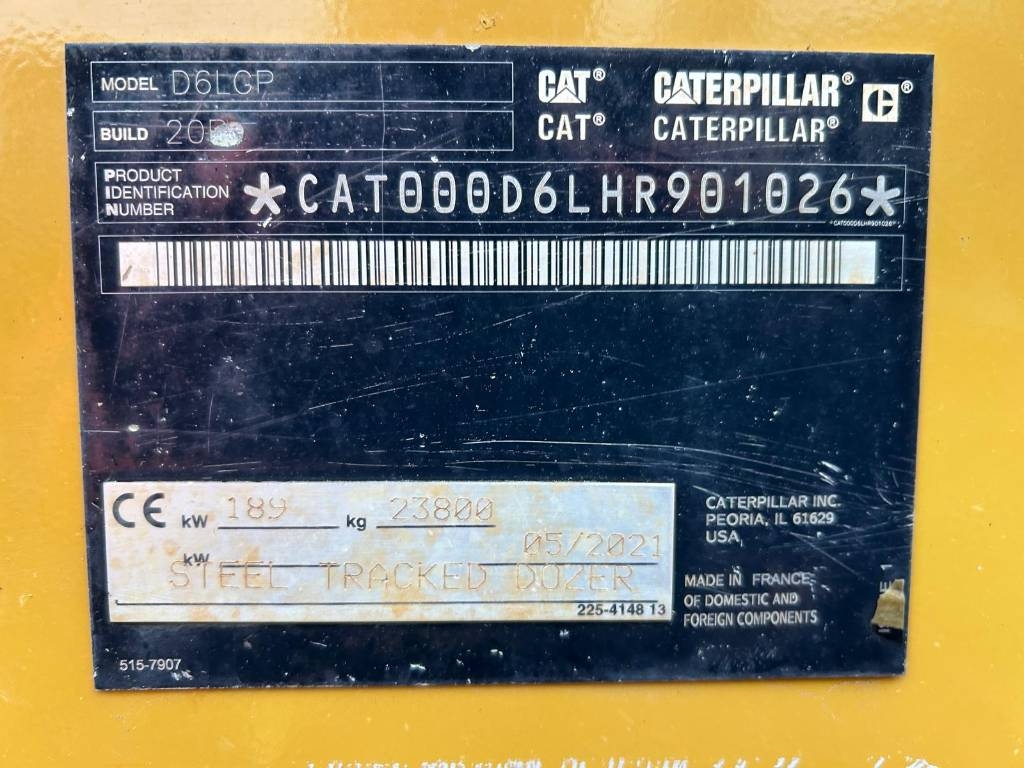 MODEL D6LGP
BUILD
CAT® CATERPILLAR®
CAT® CATERPILLAR®
PRODUCT
IDENTIFICATION
NUMBER
*CAT000D6LHR901026*
*CAT000D6LHR901026*
CE kW 189 kg 23800
kW 05/2021
STEEL TRACKED DOZER
225-4148 13
CATERPILLAR INC.
PEORIA, IL 61629
USA
MADE IN FRANCE
OF DOMESTIC AND
FOREIGN COMPONENTS
515-7907